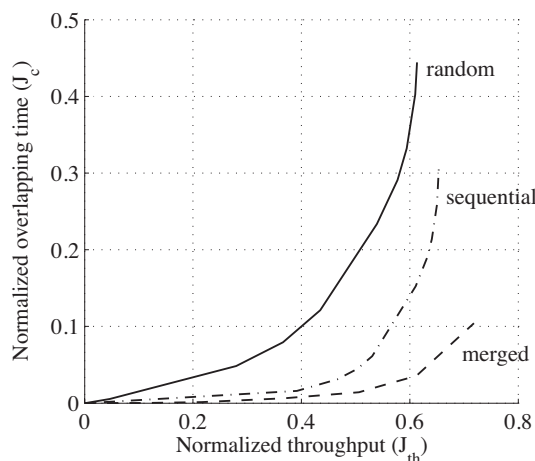 0.5
0.4
0.3
0.2
0.1
0
Normalized overlapping time (J_c)
random
sequential
merged
0 0.2 0.4 0.6 0.8
Normalized throughput (J_th)